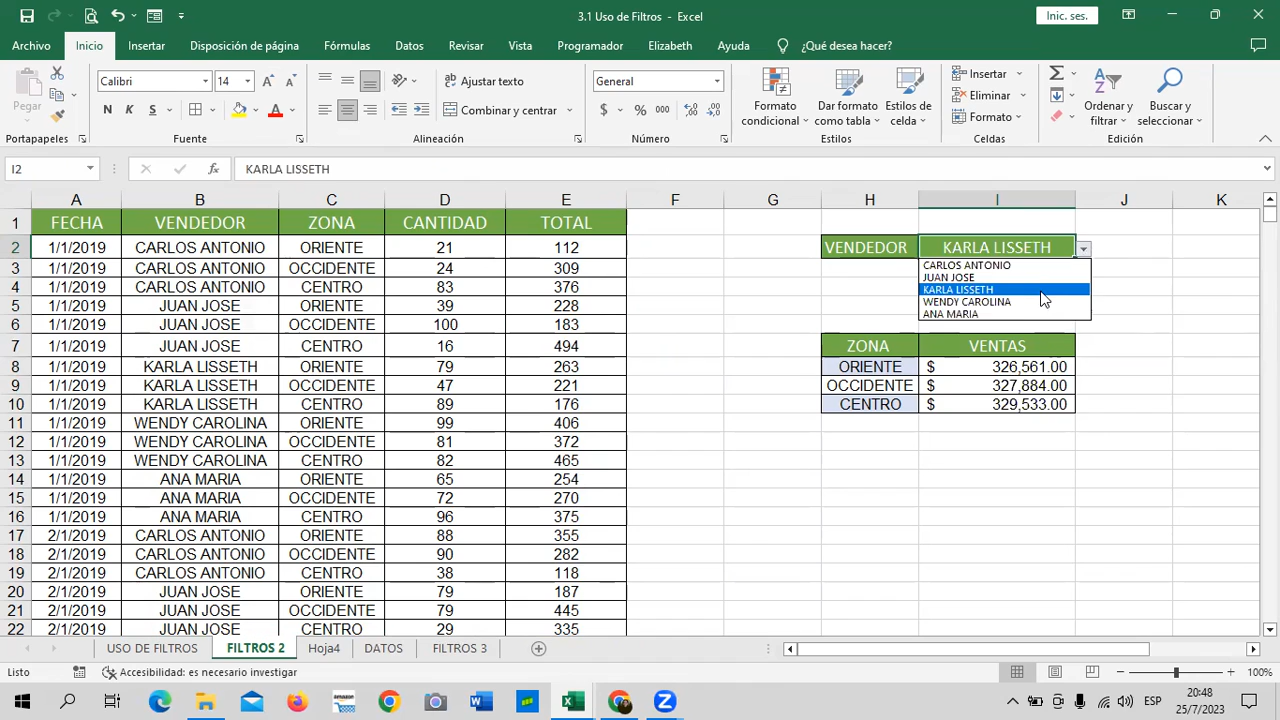 3.1 Uso de Filtros - Excel
Inic. ses.
Archivo Inicio Insertar Disposición de página Fórmulas Datos Revisar Vista Programador Elizabeth Ayuda ¿Qué desea hacer?
Pegar
Calibri 14
N K S
Ajustar texto
Combinar y centrar
General
$ % 000
Formato condicional
Dar formato como tabla
Estilos de celda
Insertar
Eliminar
Formato
Ordenar y filtrar
Buscar y seleccionar
Portapapeles Fuente Alineación Número Estilos Celdas Edición
I2 fx KARLA LISSETH
A B C D E F G H I J K
1 FECHA VENDEDOR ZONA CANTIDAD TOTAL
2 1/1/2019 CARLOS ANTONIO ORIENTE 21 112 VENDEDOR KARLA LISSETH
3 1/1/2019 CARLOS ANTONIO OCCIDENTE 24 309
4 1/1/2019 CARLOS ANTONIO CENTRO 83 376
5 1/1/2019 JUAN JOSE ORIENTE 39 228
6 1/1/2019 JUAN JOSE OCCIDENTE 100 183
CARLOS ANTONIO
JUAN JOSE
KARLA LISSETH
WENDY CAROLINA
ANA MARIA
7 1/1/2019 JUAN JOSE CENTRO 16 494 ZONA VENTAS
8 1/1/2019 KARLA LISSETH ORIENTE 79 263 ORIENTE $ 326,561.00
9 1/1/2019 KARLA LISSETH OCCIDENTE 47 221 OCCIDENTE $ 327,884.00
10 1/1/2019 KARLA LISSETH CENTRO 89 176 CENTRO $ 329,533.00
11 1/1/2019 WENDY CAROLINA ORIENTE 99 406
12 1/1/2019 WENDY CAROLINA OCCIDENTE 81 372
13 1/1/2019 WENDY CAROLINA CENTRO 82 465
14 1/1/2019 ANA MARIA ORIENTE 65 254
15 1/1/2019 ANA MARIA OCCIDENTE 72 270
16 1/1/2019 ANA MARIA CENTRO 96 375
17 2/1/2019 CARLOS ANTONIO ORIENTE 88 355
18 2/1/2019 CARLOS ANTONIO OCCIDENTE 90 282
19 2/1/2019 CARLOS ANTONIO CENTRO 38 118
20 2/1/2019 JUAN JOSE ORIENTE 79 187
21 2/1/2019 JUAN JOSE OCCIDENTE 79 445
22 2/1/2019 JUAN JOSE CENTRO 29 335
USO DE FILTROS FILTROS 2 Hoja4 DATOS FILTROS 3
Listo Accesibilidad: es necesario investigar 100%
ESP 20:48
25/7/2023